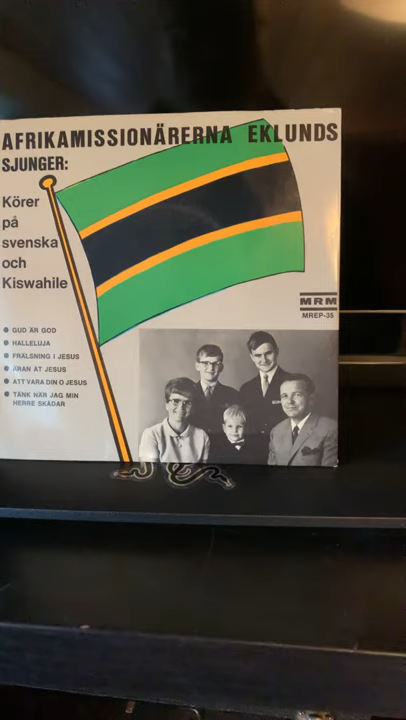 AFRIKAMISSIONÄRERNA EKLUNDS
SJUNGER:
Körer
på
svenska
och
Kiswahile
MRM
MREP-35
GUD ÄR GOD
HALLELUJA
FRÄLSNING I JESUS
ÄRAN ÅT JESUS
ATT VARA DIN O JESUS
TÄNK NÄR JAG MIN
HERRE SKÅDAR